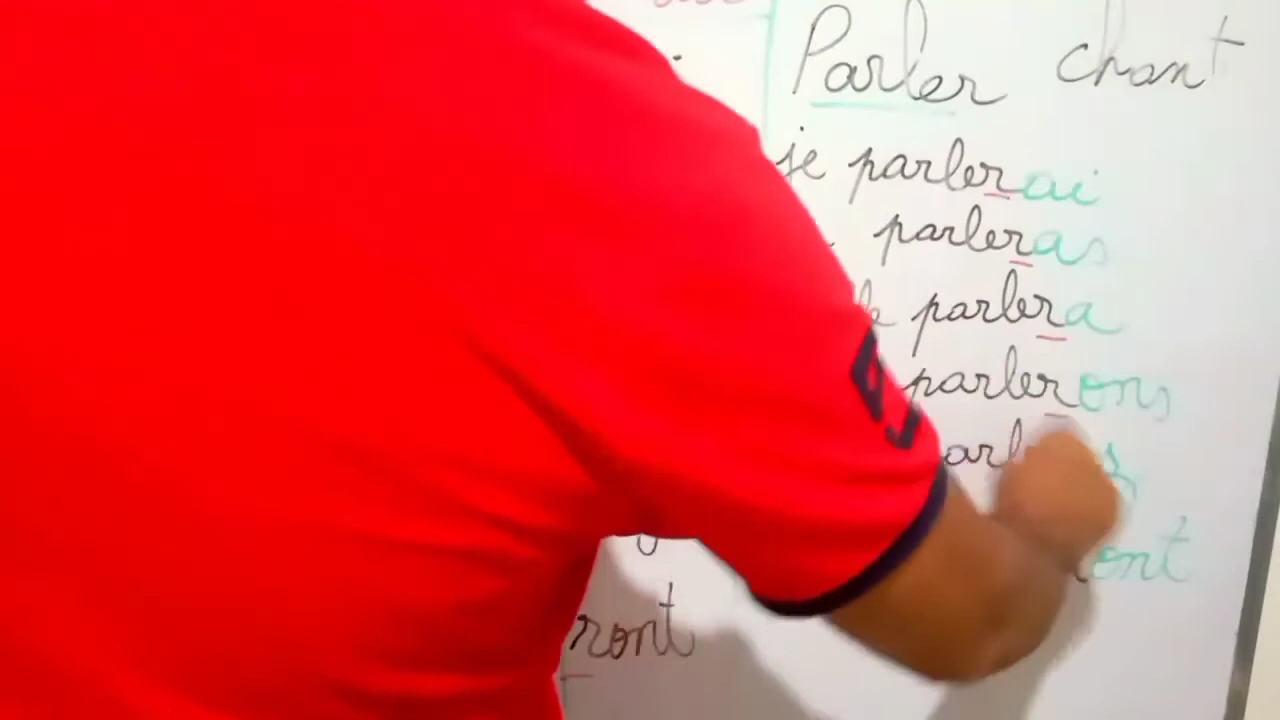 Parler chant
je parlerai
parleras
parlera
parlerons
ont
ront